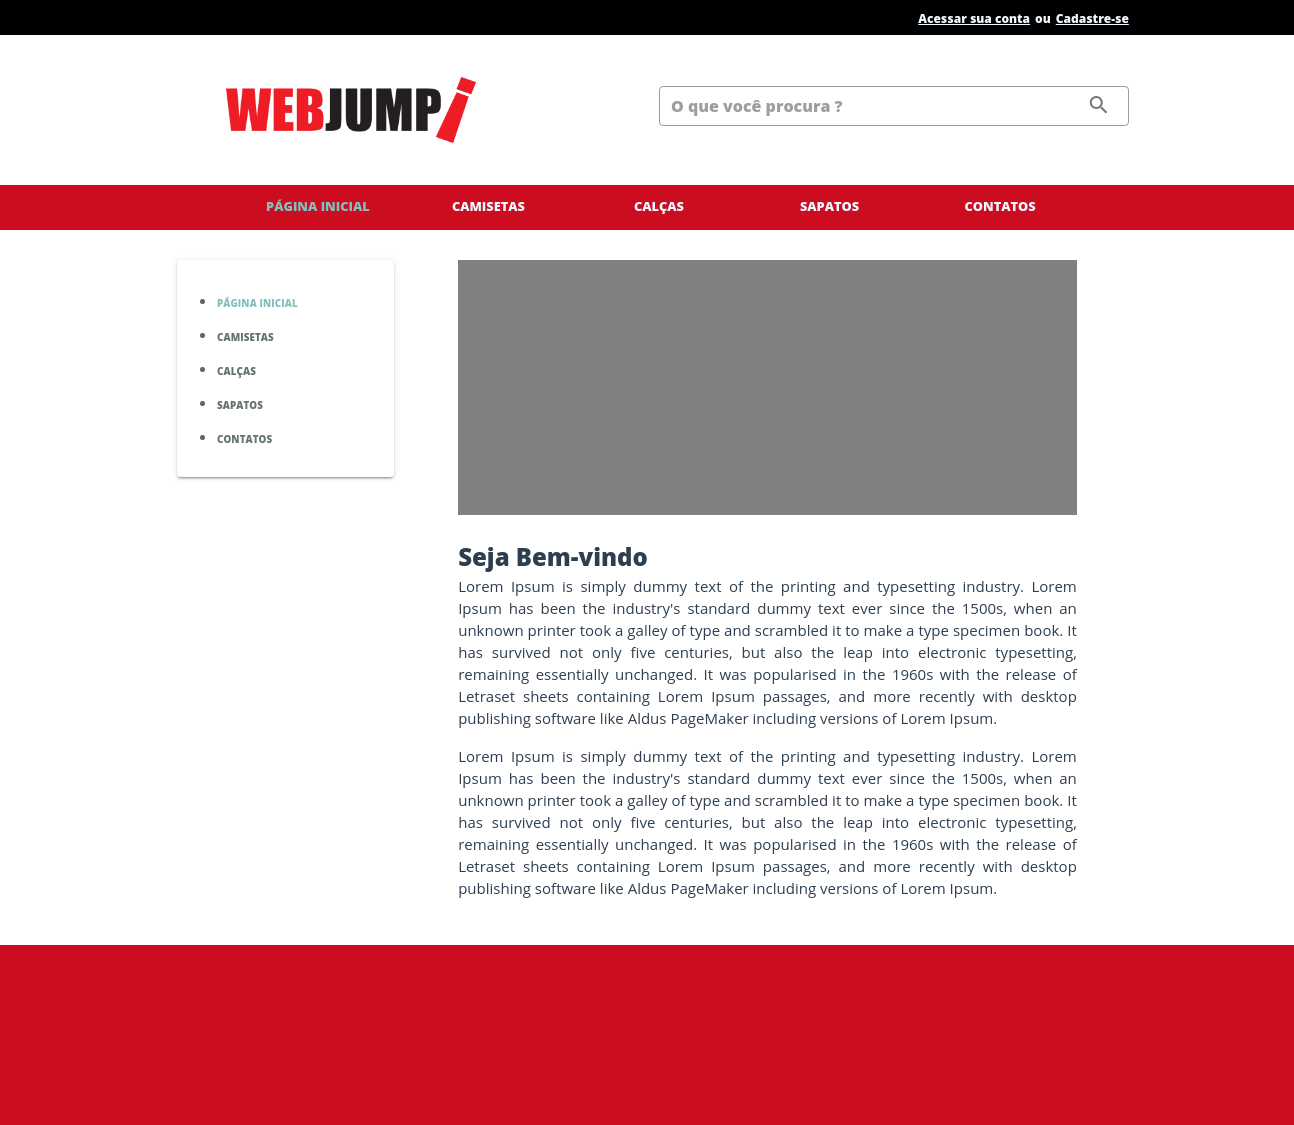 Acessar sua conta ou Cadastre-se
WEBJUMP!
O que você procura ?
PÁGINA INICIAL CAMISETAS CALÇAS SAPATOS CONTATOS
PÁGINA INICIAL
CAMISETAS
CALÇAS
SAPATOS
CONTATOS
Seja Bem-vindo
Lorem Ipsum is simply dummy text of the printing and typesetting industry. Lorem
Ipsum has been the industry's standard dummy text ever since the 1500s, when an
unknown printer took a galley of type and scrambled it to make a type specimen book. It
has survived not only five centuries, but also the leap into electronic typesetting,
remaining essentially unchanged. It was popularised in the 1960s with the release of
Letraset sheets containing Lorem Ipsum passages, and more recently with desktop
publishing software like Aldus PageMaker including versions of Lorem Ipsum.
Lorem Ipsum is simply dummy text of the printing and typesetting industry. Lorem
Ipsum has been the industry's standard dummy text ever since the 1500s, when an
unknown printer took a galley of type and scrambled it to make a type specimen book. It
has survived not only five centuries, but also the leap into electronic typesetting,
remaining essentially unchanged. It was popularised in the 1960s with the release of
Letraset sheets containing Lorem Ipsum passages, and more recently with desktop
publishing software like Aldus PageMaker including versions of Lorem Ipsum.